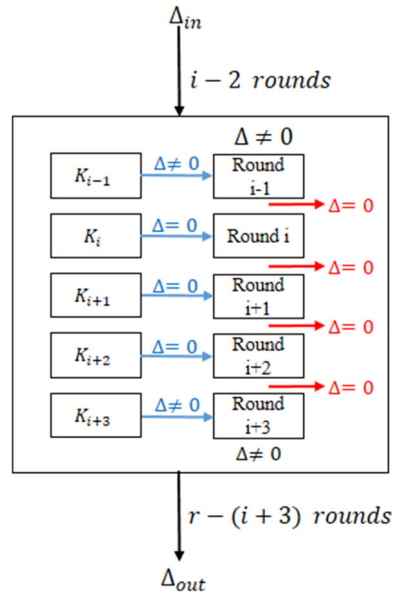 Δ_in
i − 2 rounds
Δ ≠ 0
K_{i−1} Δ≠ 0 Round
i-1
Δ= 0
K_i Δ= 0 Round i
Δ= 0
K_{i+1} Δ= 0 Round
i+1
Δ= 0
K_{i+2} Δ= 0 Round
i+2
Δ= 0
K_{i+3} Δ≠ 0 Round
i+3
Δ≠ 0
r − (i + 3) rounds
Δ_out